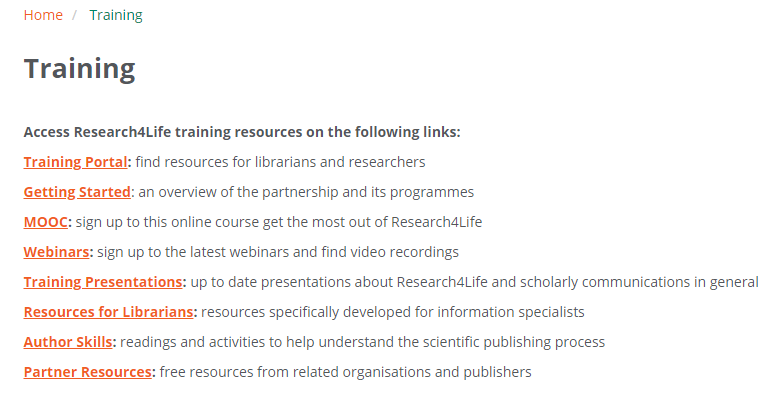 Home / Training
Training
Access Research4Life training resources on the following links:
Training Portal: find resources for librarians and researchers
Getting Started: an overview of the partnership and its programmes
MOOC: sign up to this online course get the most out of Research4Life
Webinars: sign up to the latest webinars and find video recordings
Training Presentations: up to date presentations about Research4Life and scholarly communications in general
Resources for Librarians: resources specifically developed for information specialists
Author Skills: readings and activities to help understand the scientific publishing process
Partner Resources: free resources from related organisations and publishers